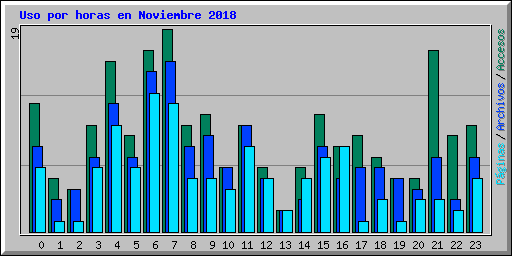 Uso por horas en Noviembre 2018
19
Páginas / Archivos / Accesos
0 1 2 3 4 5 6 7 8 9 10 11 12 13 14 15 16 17 18 19 20 21 22 23